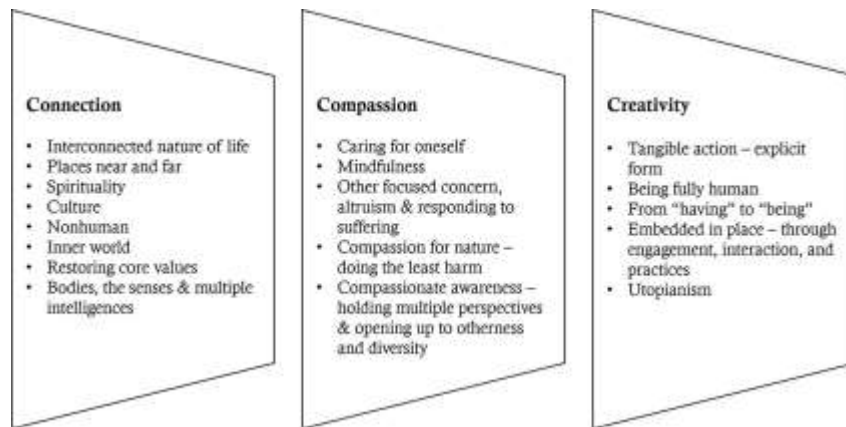 Connection
• Interconnected nature of life
• Places near and far
• Spirituality
• Culture
• Nonhuman
• Inner world
• Restoring core values
• Bodies, the senses & multiple
intelligences
Compassion
• Caring for oneself
• Mindfulness
• Other focused concern,
altruism & responding to
suffering
• Compassion for nature –
doing the least harm
• Compassionate awareness –
holding multiple perspectives
& opening up to otherness
and diversity
Creativity
• Tangible action – explicit
form
• Being fully human
• From “having” to “being”
• Embedded in place – through
engagement, interaction, and
practices
• Utopianism